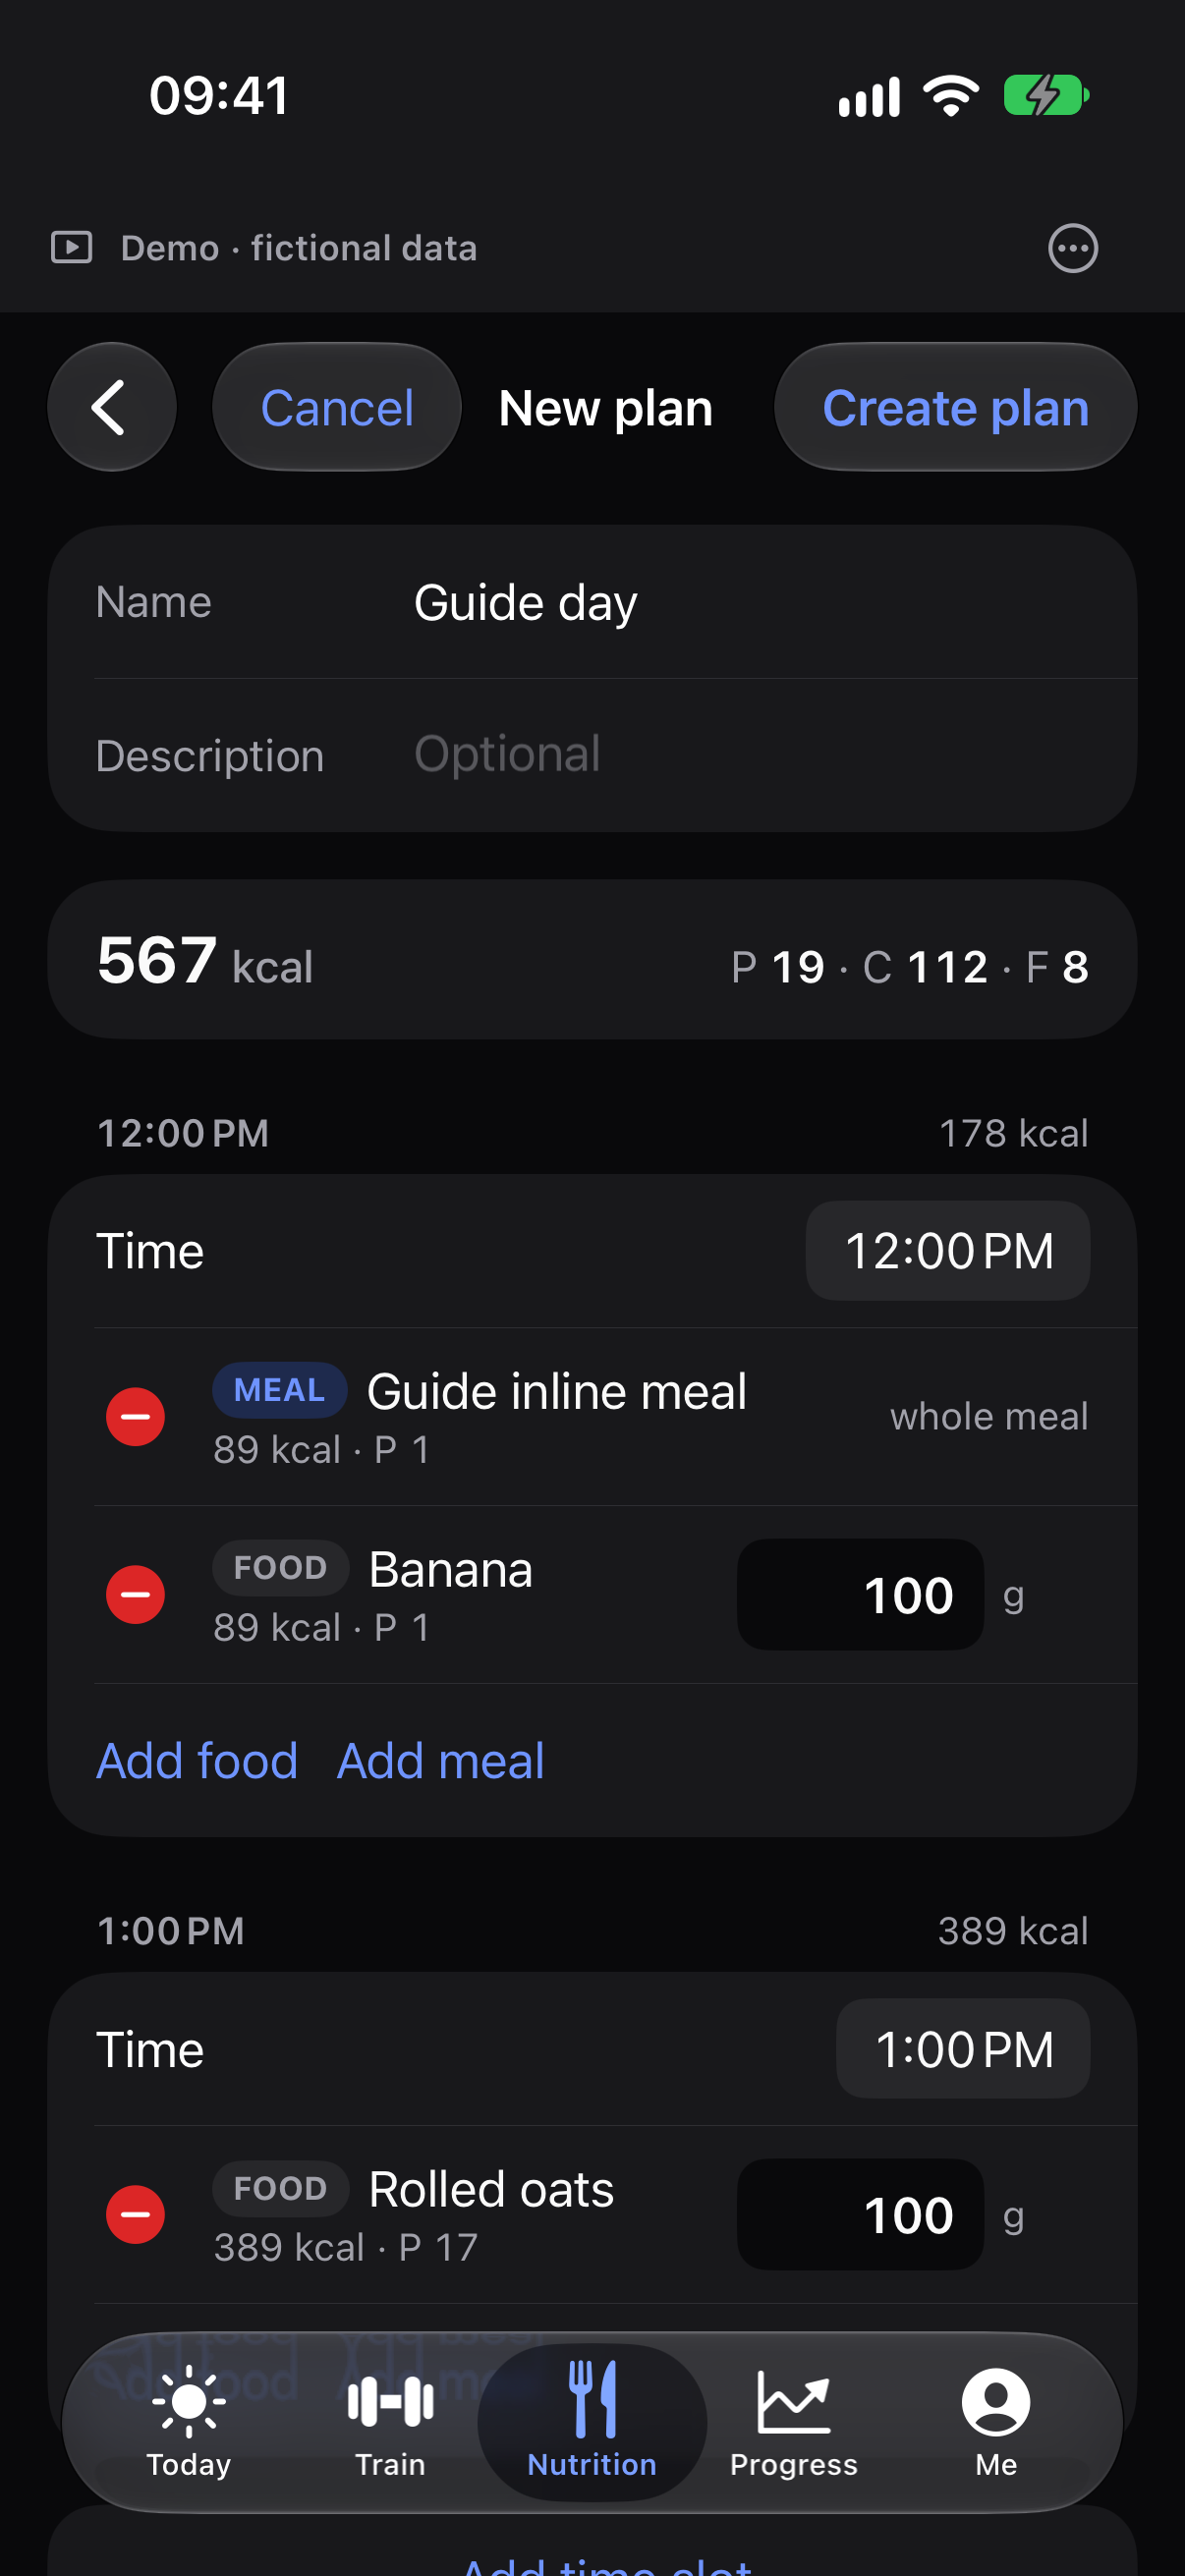 09:41
Demo · fictional data
Cancel New plan Create plan
Name Guide day
Description Optional
567 kcal P 19 · C 112 · F 8
12:00 PM 178 kcal
Time 12:00 PM
MEAL Guide inline meal whole meal
89 kcal · P 1
FOOD Banana 100 g
89 kcal · P 1
Add food Add meal
1:00 PM 389 kcal
Time 1:00 PM
FOOD Rolled oats 100 g
389 kcal · P 17
Today Train Nutrition Progress Me
Add time slot